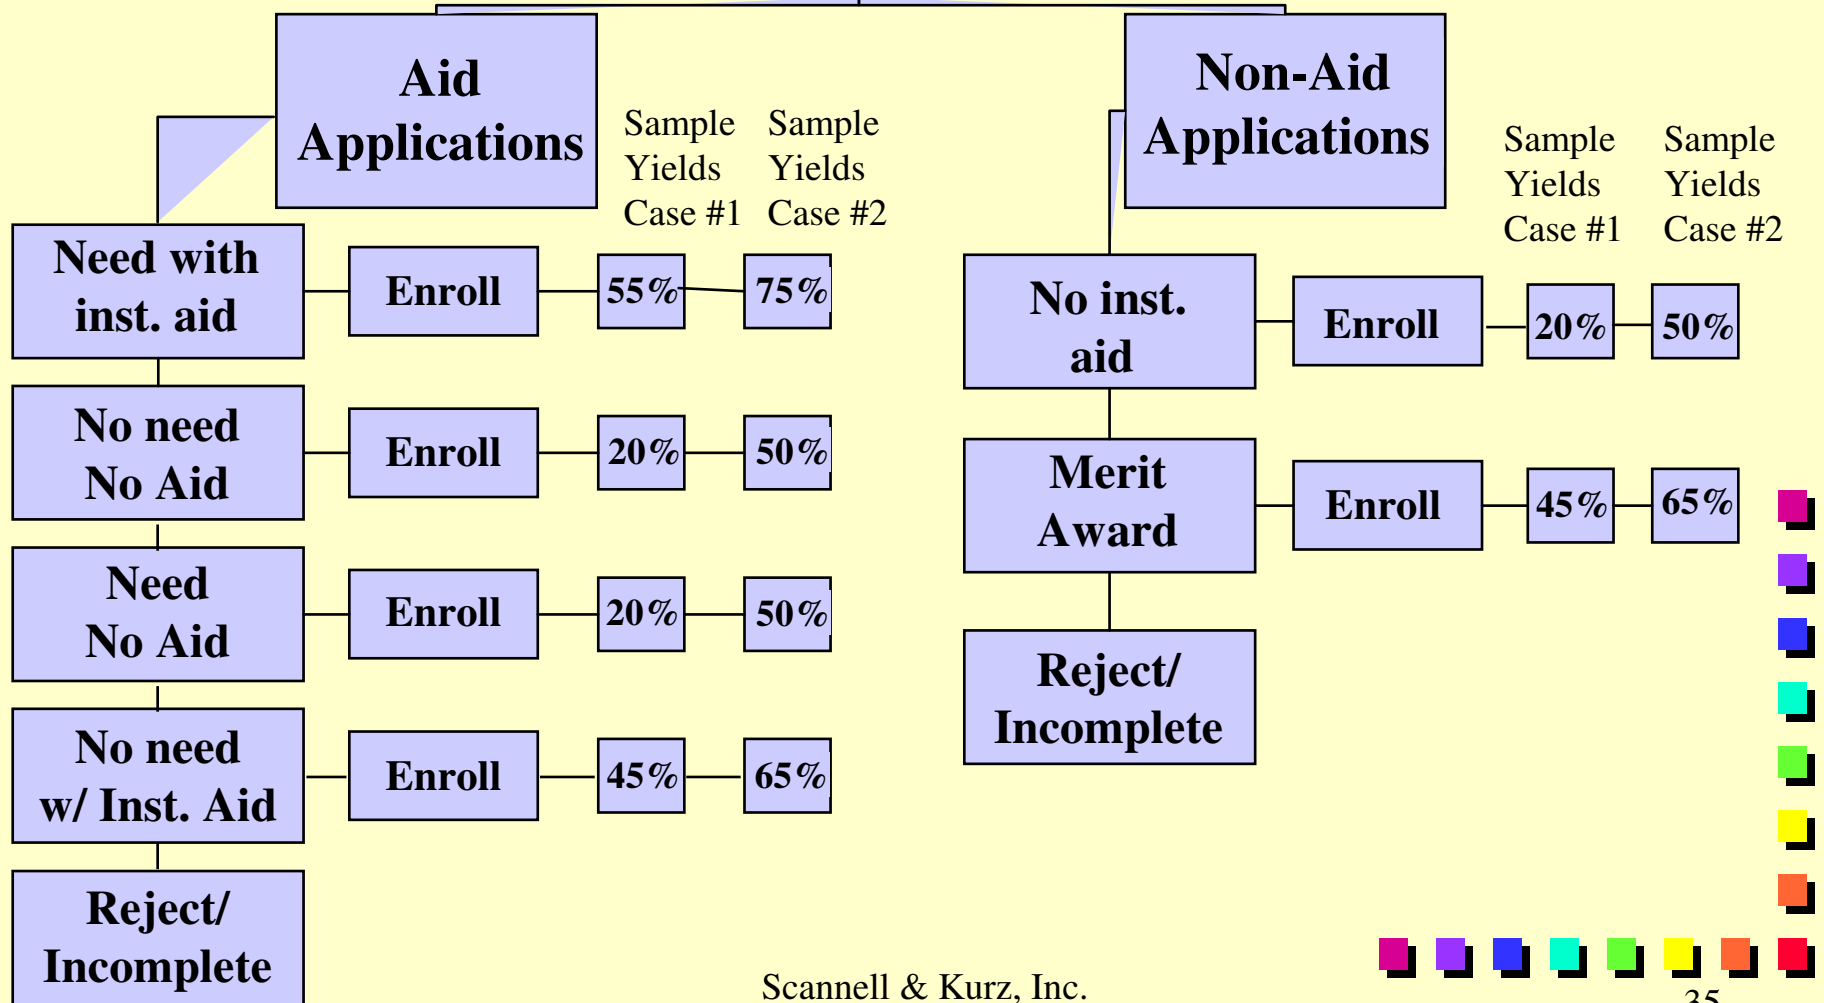 Aid
Applications
Sample Sample
Yields Yields
Case #1 Case #2
Need with
inst. aid
Enroll
55%
75%
No need
No Aid
Enroll
20%
50%
Need
No Aid
Enroll
20%
50%
No need
w/ Inst. Aid
Enroll
45%
65%
Reject/
Incomplete
Non-Aid
Applications
Sample Sample
Yields Yields
Case #1 Case #2
No inst.
aid
Enroll
20%
50%
Merit
Award
Enroll
45%
65%
Reject/
Incomplete
Scannell & Kurz, Inc.
35